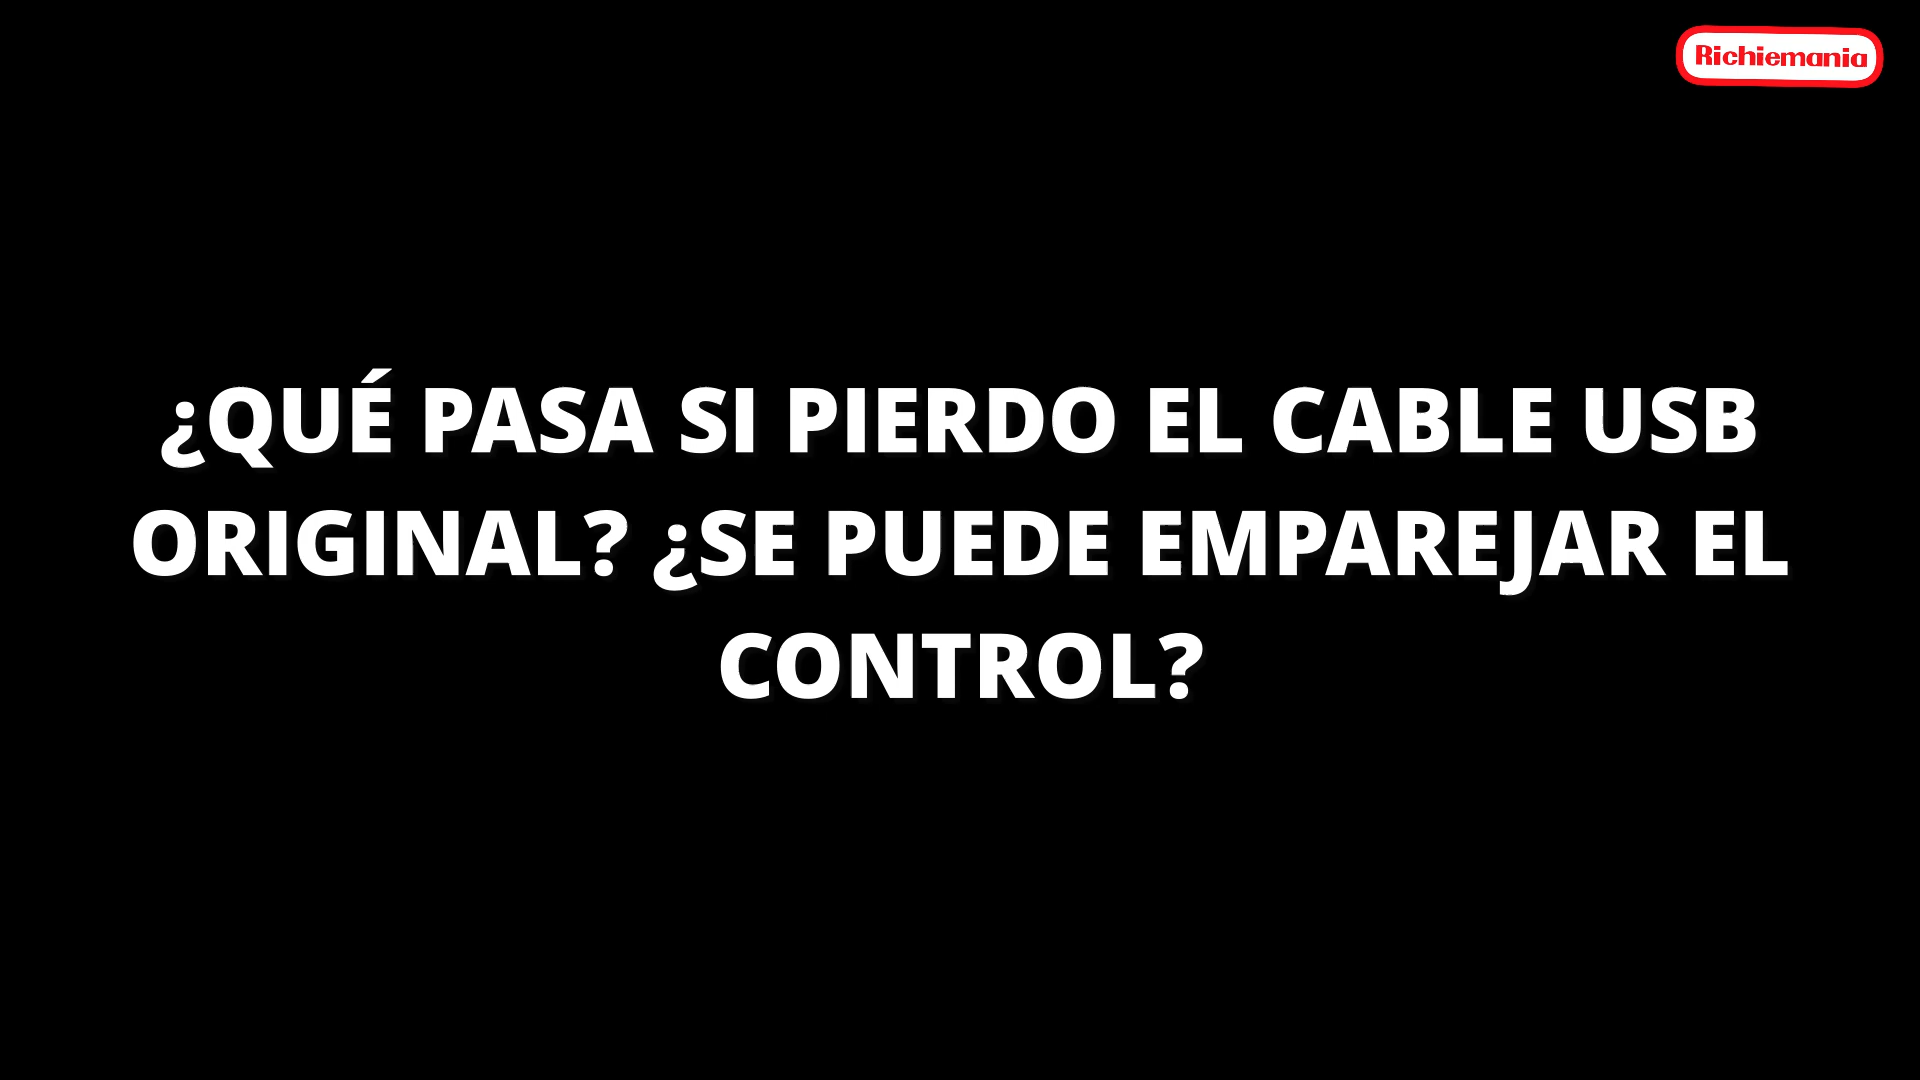 Richiemania
¿QUÉ PASA SI PIERDO EL CABLE USB
ORIGINAL? ¿SE PUEDE EMPAREJAR EL
CONTROL?